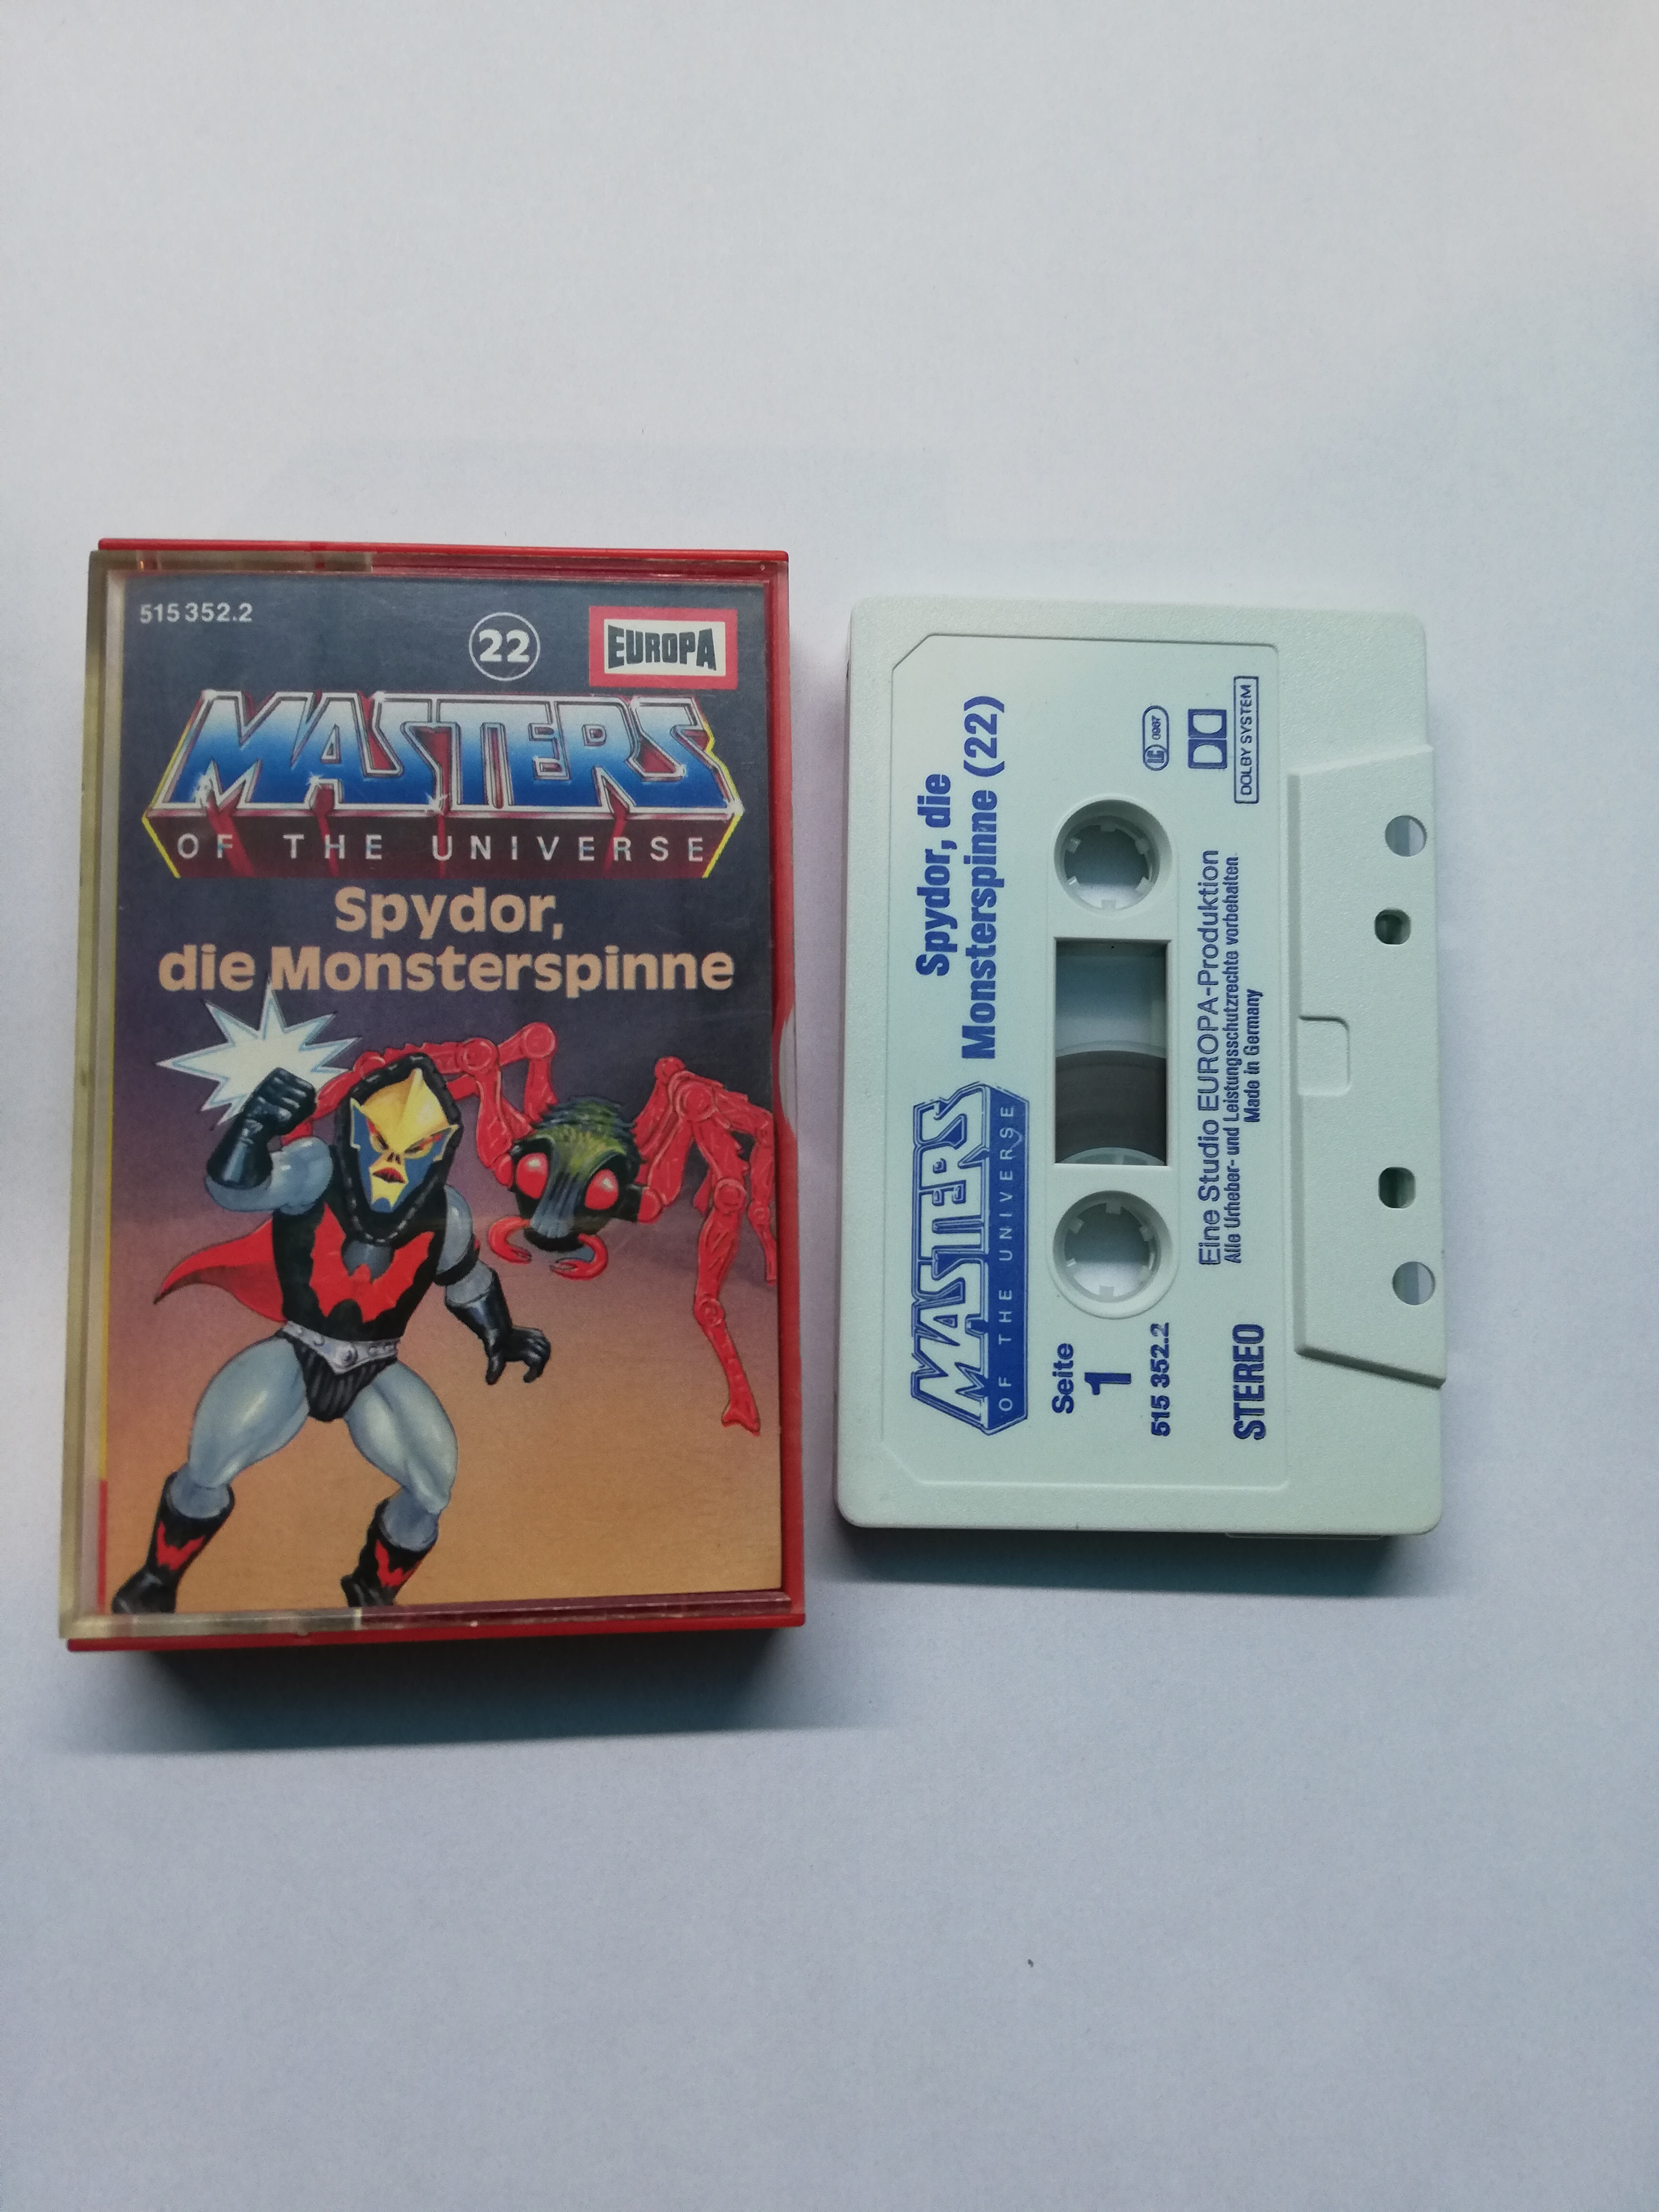 515 352.2
22
EUROPA
MASTERS
OF THE UNIVERSE
Spydor,
die Monsterspinne
MASTERS
OF THE UNIVERSE
Spydor, die
Monsterspinne (22)
Seite
1
515 352.2
LC 0987
STEREO
Eine Studio EUROPA-Produktion
Alle Urheber- und Leistungsschutzrechte vorbehalten
Made in Germany
DOLBY SYSTEM